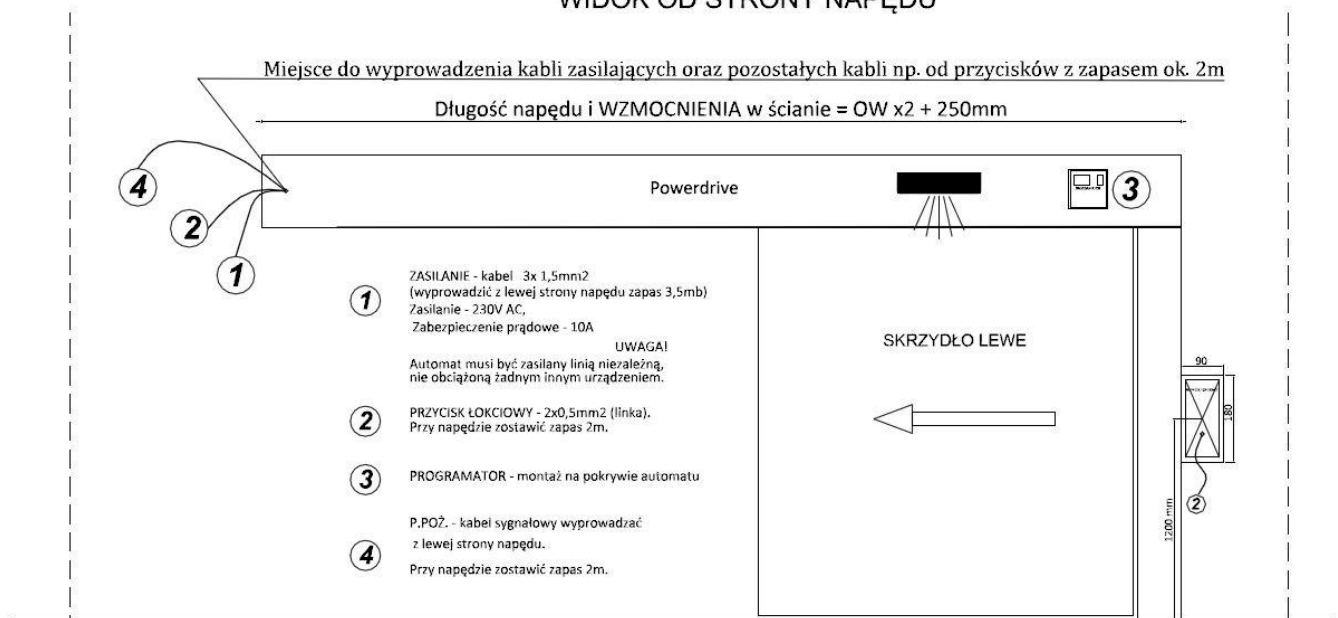 WIDOK OD STRONY NAPĘDU
Miejsce do wyprowadzenia kabli zasilających oraz pozostałych kabli np. od przycisków z zapasem ok. 2m
Długość napędu i WZMOCNIENIA w ścianie = OW x2 + 250mm
4
2
1
Powerdrive
3
1
ZASILANIE - kabel 3x 1,5mm2
(wyprowadzić z lewej strony napędu zapas 3,5mb)
Zasilanie - 230V AC,
Zabezpieczenie prądowe - 10A
UWAGA!
Automat musi być zasilany linią niezależną,
nie obciążoną żadnym innym urządzeniem.
2
PRZYCISK ŁOKCIOWY - 2x0,5mm2 (linka).
Przy napędzie zostawić zapas 2m.
3
PROGRAMATOR - montaż na pokrywie automatu
4
P.POŻ. - kabel sygnałowy wyprowadzać
z lewej strony napędu.
Przy napędzie zostawić zapas 2m.
SKRZYDŁO LEWE
90
180
2
1200 mm